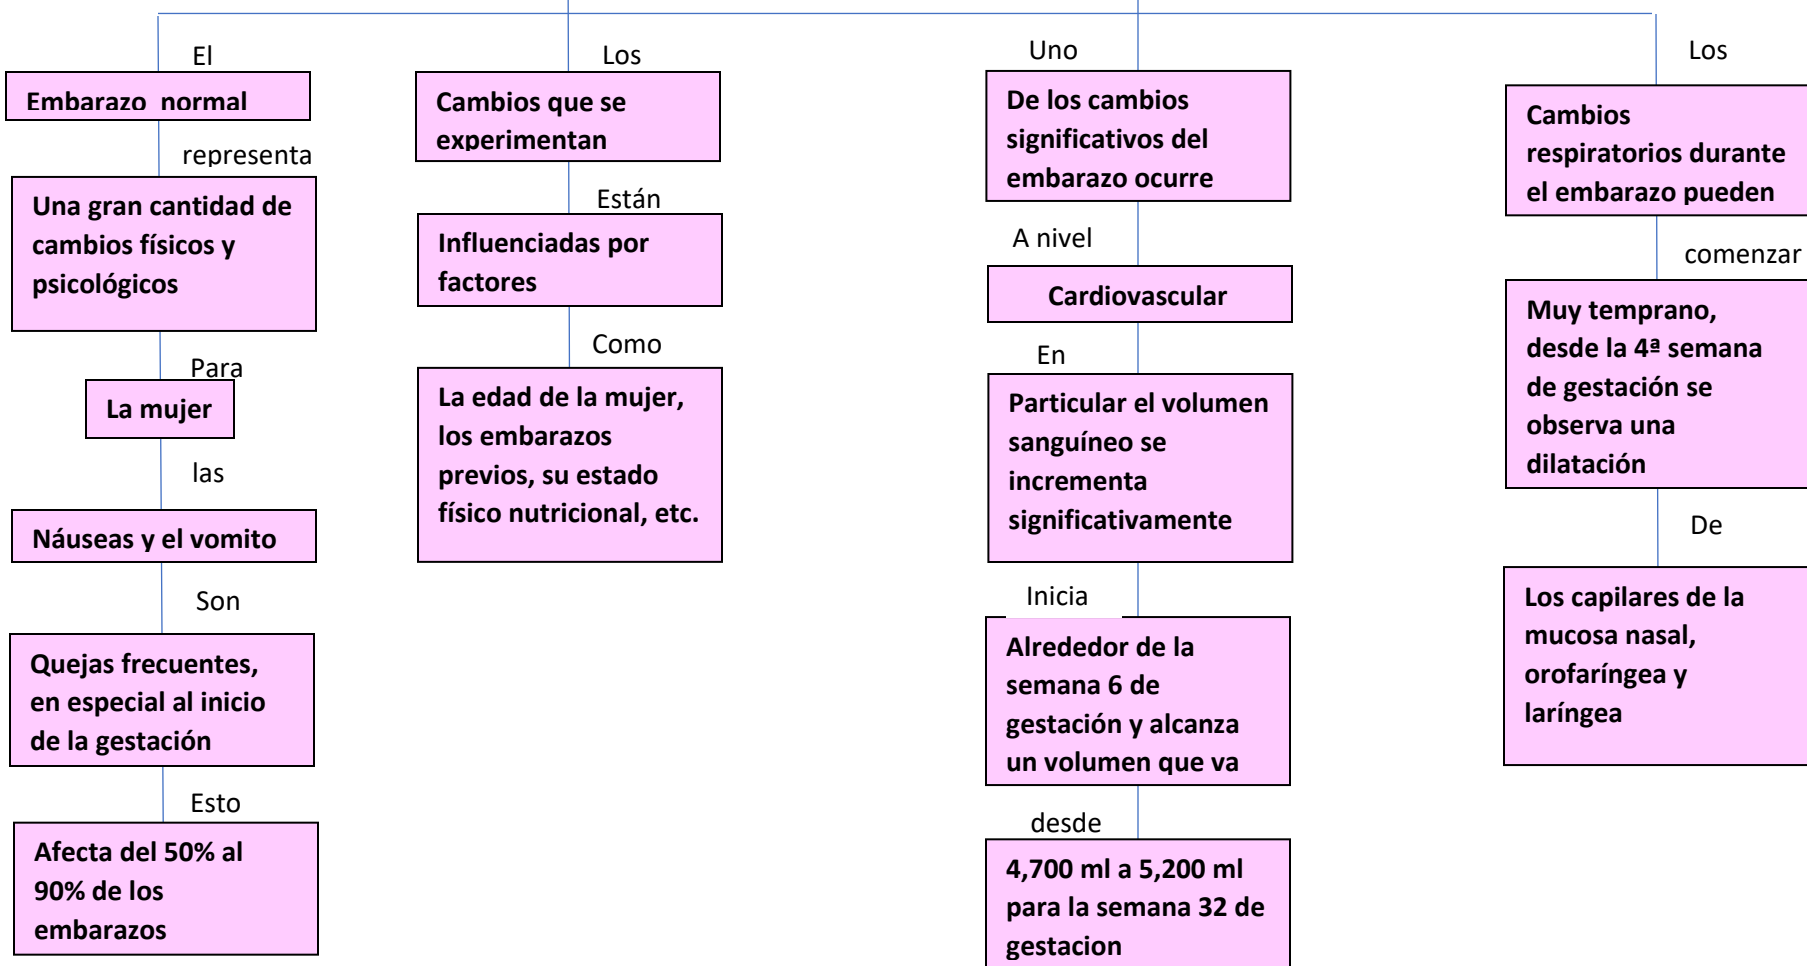 El
Embarazo normal
representa
Una gran cantidad de
cambios físicos y
psicológicos
Para
La mujer
las
Náuseas y el vomito
Son
Quejas frecuentes,
en especial al inicio
de la gestación
Esto
Afecta del 50% al
90% de los
embarazos
Los
Cambios que se
experimentan
Están
Influenciadas por
factores
Como
La edad de la mujer,
los embarazos
previos, su estado
físico nutricional, etc.
Uno
De los cambios
significativos del
embarazo ocurre
A nivel
Cardiovascular
En
Particular el volumen
sanguíneo se
incrementa
significativamente
Inicia
Alrededor de la
semana 6 de
gestación y alcanza
un volumen que va
desde
4,700 ml a 5,200 ml
para la semana 32 de
gestacion
Los
Cambios
respiratorios durante
el embarazo pueden
comenzar
Muy temprano,
desde la 4ª semana
de gestación se
observa una
dilatación
De
Los capilares de la
mucosa nasal,
orofaríngea y
laríngea